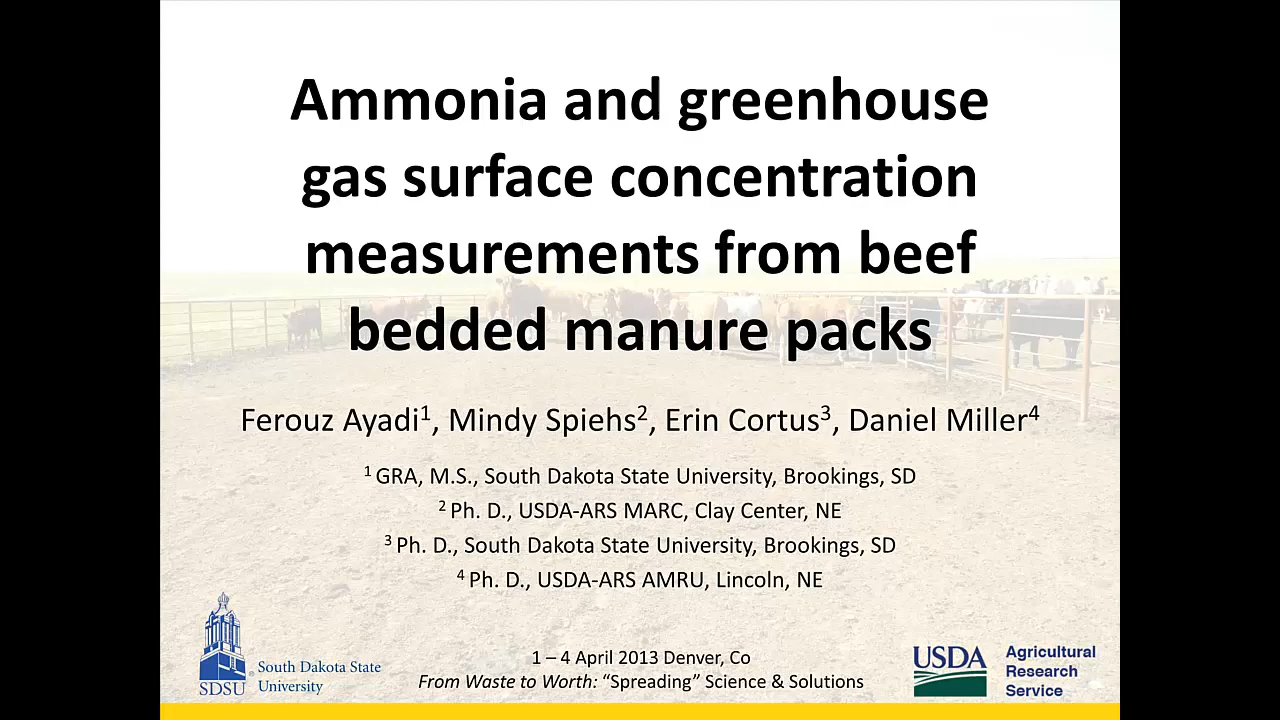 Ammonia and greenhouse
gas surface concentration
measurements from beef
bedded manure packs
Ferouz Ayadi1, Mindy Spiehs2, Erin Cortus3, Daniel Miller4
1 GRA, M.S., South Dakota State University, Brookings, SD
2 Ph. D., USDA-ARS MARC, Clay Center, NE
3 Ph. D., South Dakota State University, Brookings, SD
4 Ph. D., USDA-ARS AMRU, Lincoln, NE
SDSU
®
South Dakota State
University
1 – 4 April 2013 Denver, Co
From Waste to Worth: “Spreading” Science & Solutions
USDA
Agricultural
Research
Service